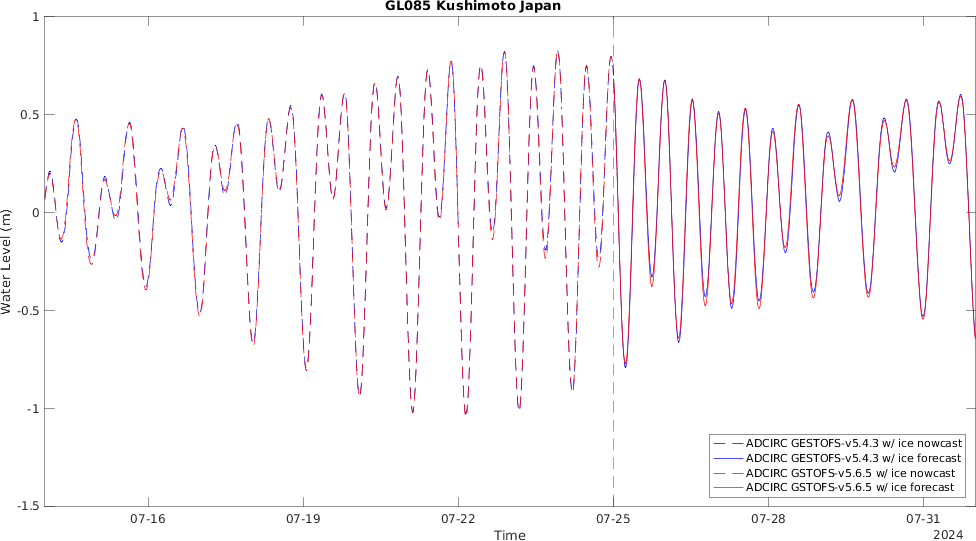 GL085 Kushimoto Japan
Water Level (m)
1
0.5
0
-0.5
-1
-1.5
07-16
07-19
07-22
07-25
07-28
07-31
Time
2024
ADCIRC GESTOFS-v5.4.3 w/ ice nowcast
ADCIRC GESTOFS-v5.4.3 w/ ice forecast
ADCIRC GSTOFS-v5.6.5 w/ ice nowcast
ADCIRC GSTOFS-v5.6.5 w/ ice forecast